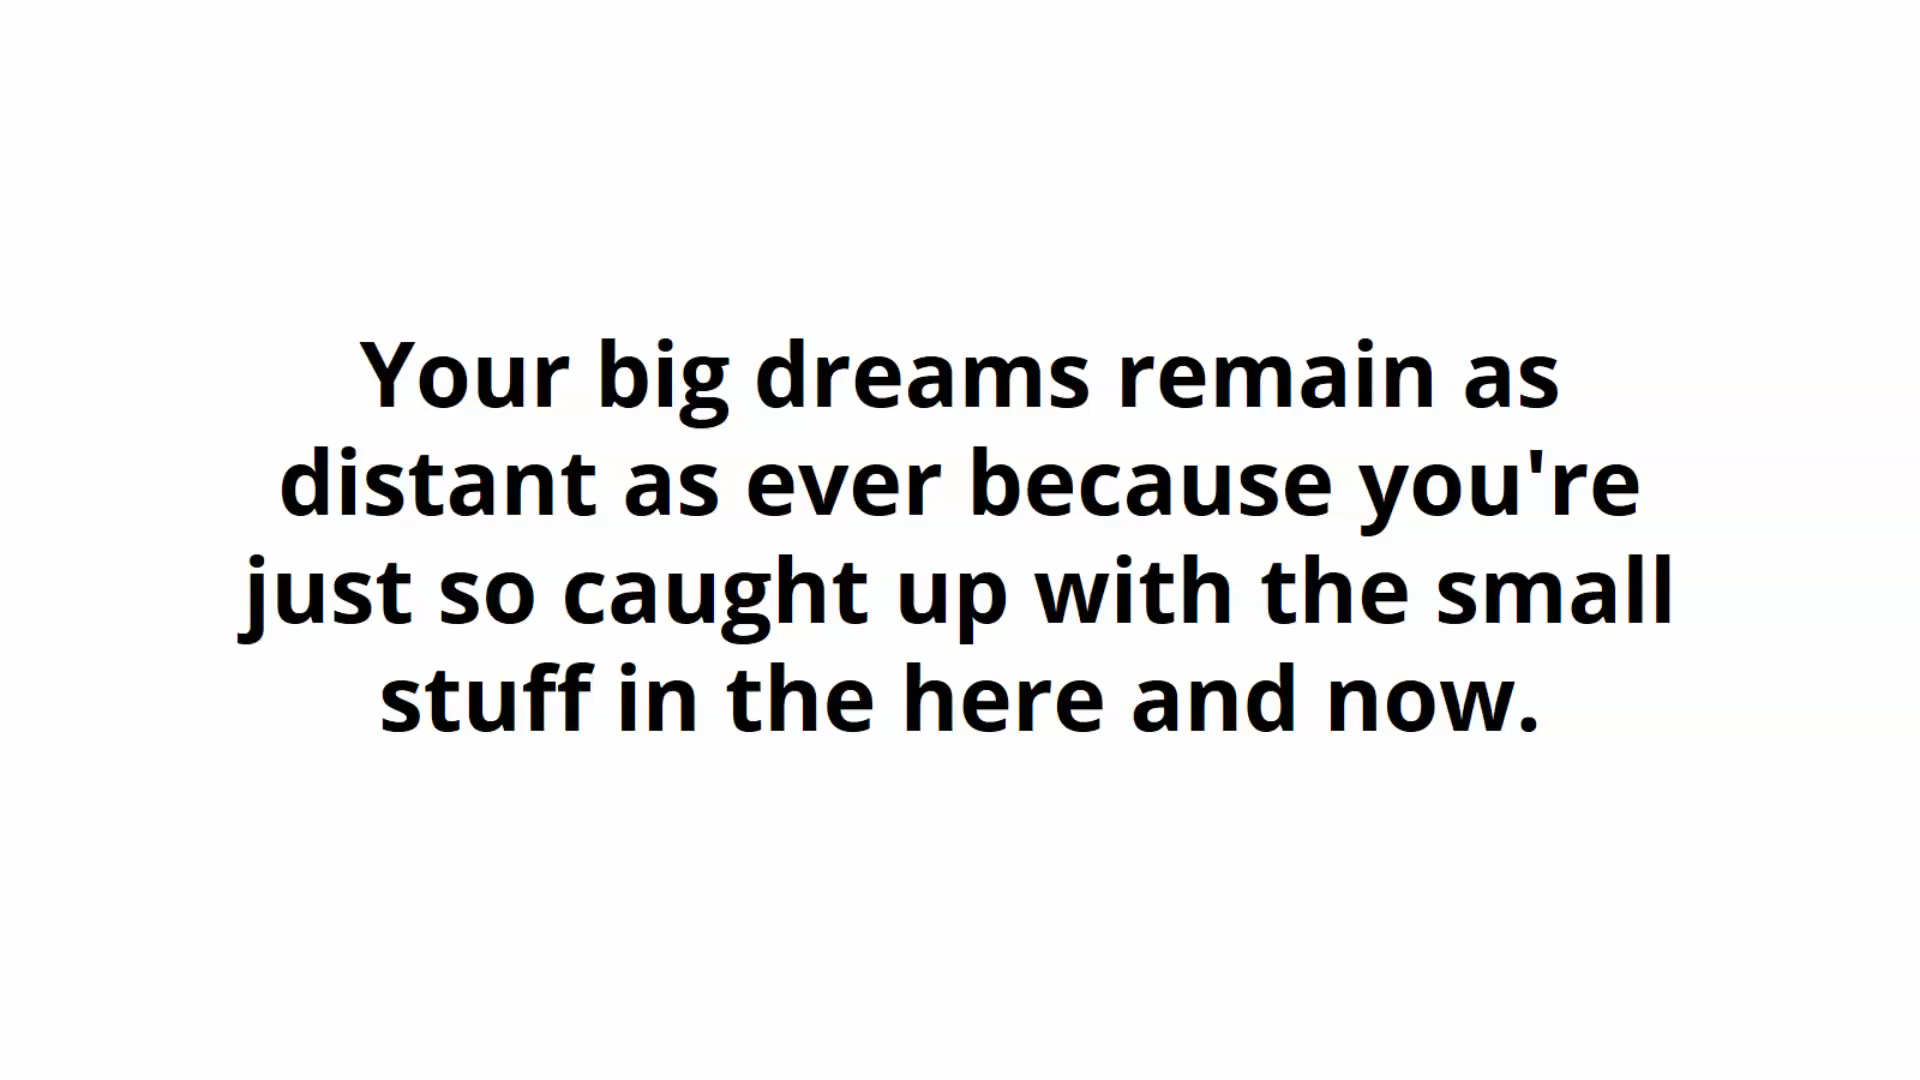 Your big dreams remain as
distant as ever because you're
just so caught up with the small
stuff in the here and now.